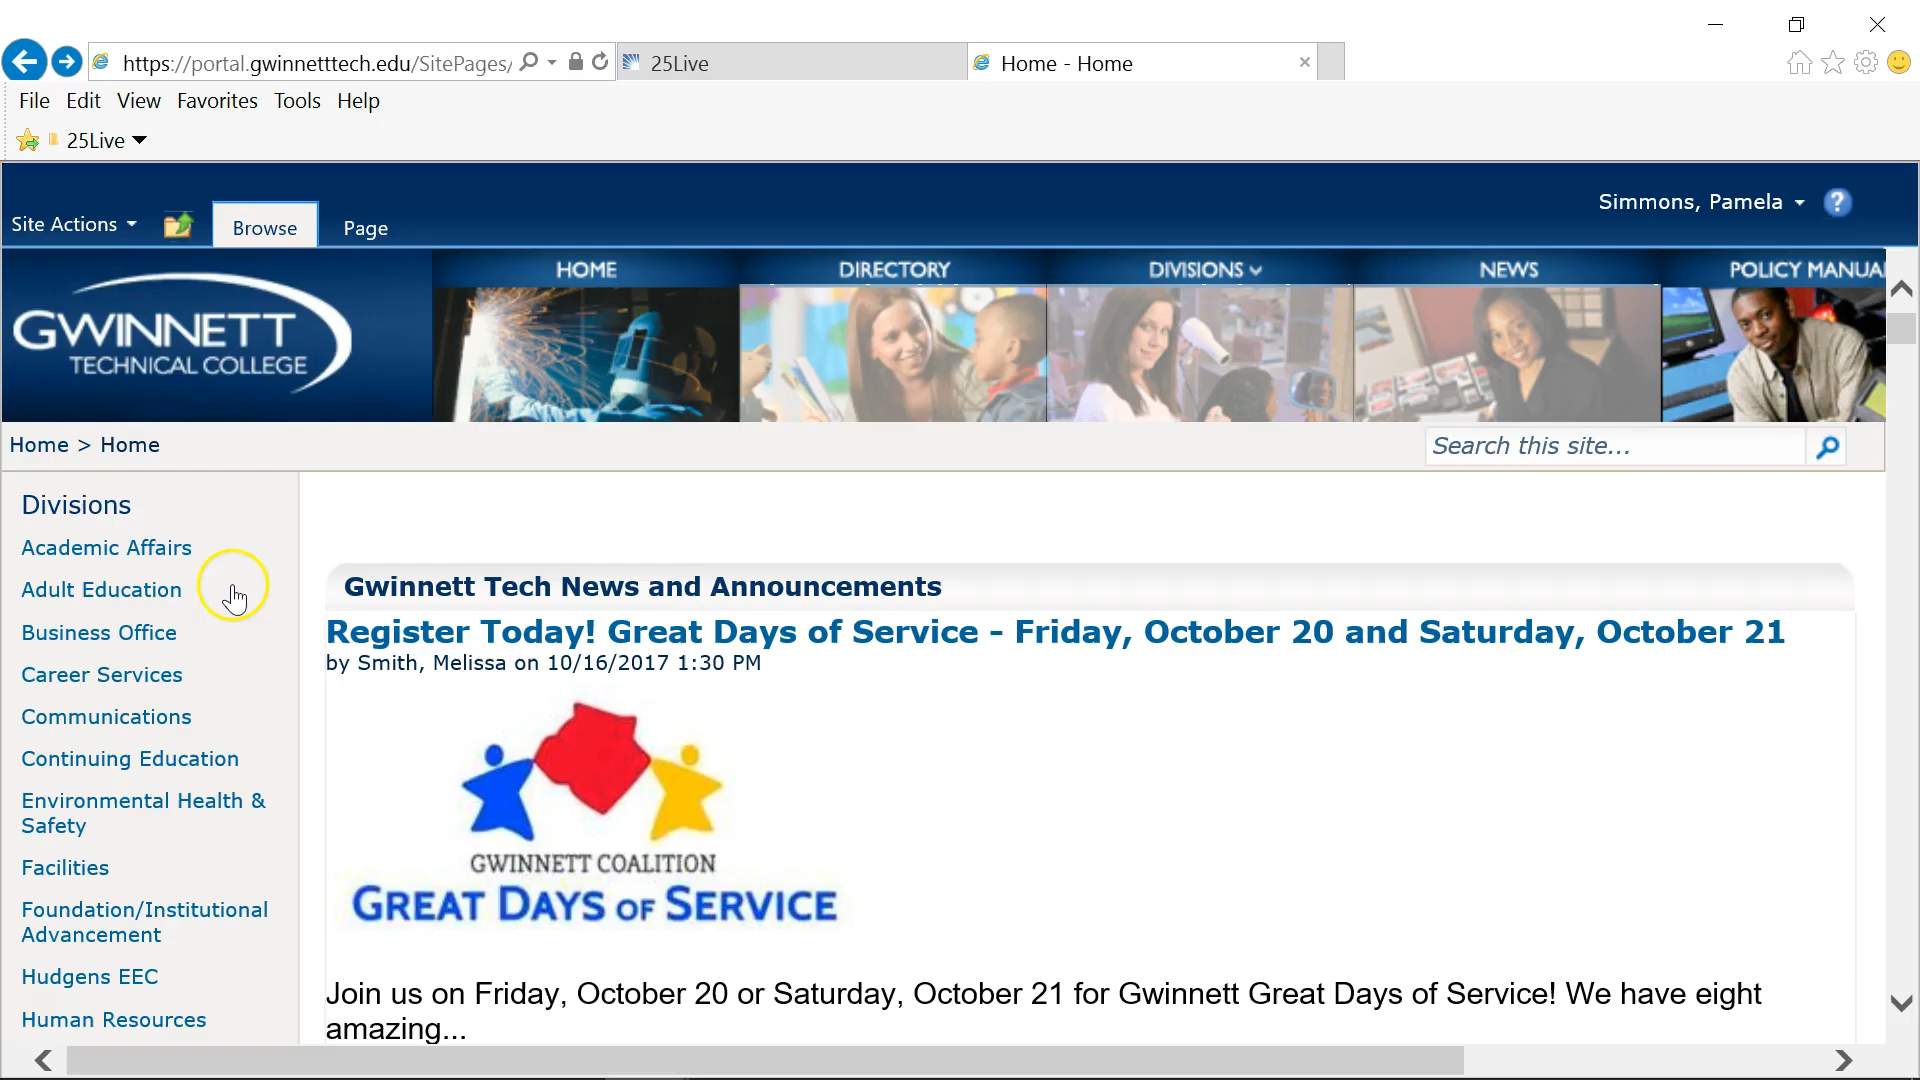 https://portal.gwinnetttech.edu/SitePages/
25Live
Home - Home
File Edit View Favorites Tools Help
25Live
Simmons, Pamela
Site Actions
Browse
Page
HOME
DIRECTORY
DIVISIONS
NEWS
POLICY MANUA
GWINNETT
TECHNICAL COLLEGE
Home > Home
Search this site...
Divisions
Academic Affairs
Adult Education
Business Office
Career Services
Communications
Continuing Education
Environmental Health &
Safety
Facilities
Foundation/Institutional
Advancement
Hudgens EEC
Human Resources
Gwinnett Tech News and Announcements
Register Today! Great Days of Service - Friday, October 20 and Saturday, October 21
by Smith, Melissa on 10/16/2017 1:30 PM
GWINNETT COALITION
GREAT DAYS OF SERVICE
Join us on Friday, October 20 or Saturday, October 21 for Gwinnett Great Days of Service! We have eight
amazing...